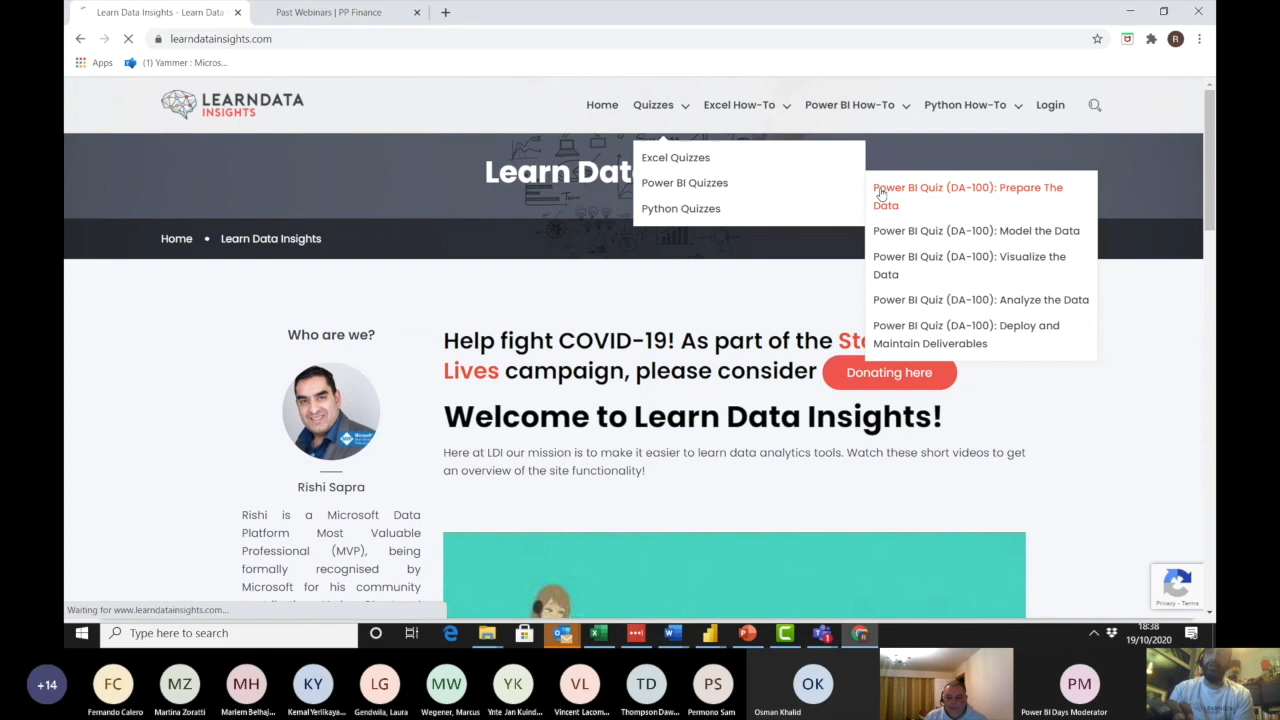 Learn Data Insights - Learn Data
Past Webinars | PP Finance
learndatainsights.com
R
Apps
(1) Yammer : Micros...
LEARNDATA
INSIGHTS
Home
Quizzes
Excel How-To
Power BI How-To
Python How-To
Login
Learn Dat
Excel Quizzes
Power BI Quizzes
Python Quizzes
Power BI Quiz (DA-100): Prepare The
Data
Power BI Quiz (DA-100): Model the Data
Power BI Quiz (DA-100): Visualize the
Data
Power BI Quiz (DA-100): Analyze the Data
Power BI Quiz (DA-100): Deploy and
Maintain Deliverables
Home • Learn Data Insights
Who are we?
Rishi Sapra
Rishi is a Microsoft Data
Platform Most Valuable
Professional (MVP), being
formally recognised by
Microsoft for his community
Help fight COVID-19! As part of the
Lives campaign, please consider
Donating here
Welcome to Learn Data Insights!
Here at LDI our mission is to make it easier to learn data analytics tools. Watch these short videos to get
an overview of the site functionality!
Privacy - Terms
Waiting for www.learndatainsights.com...
Type here to search
18:38
19/10/2020
+14
FC
MZ
MH
KY
LG
MW
YK
VL
TD
PS
OK
PM
Fernando Calero
Martina Zoratti
Mariem Belhaj...
Kemal Yerlikaya...
Gendwila, Laura
Wegener, Marcus
Ynte Jan Kuind...
Vincent Lacom...
Thompson Daw...
Permono Sam
Osman Khalid
Power BI Days Moderator